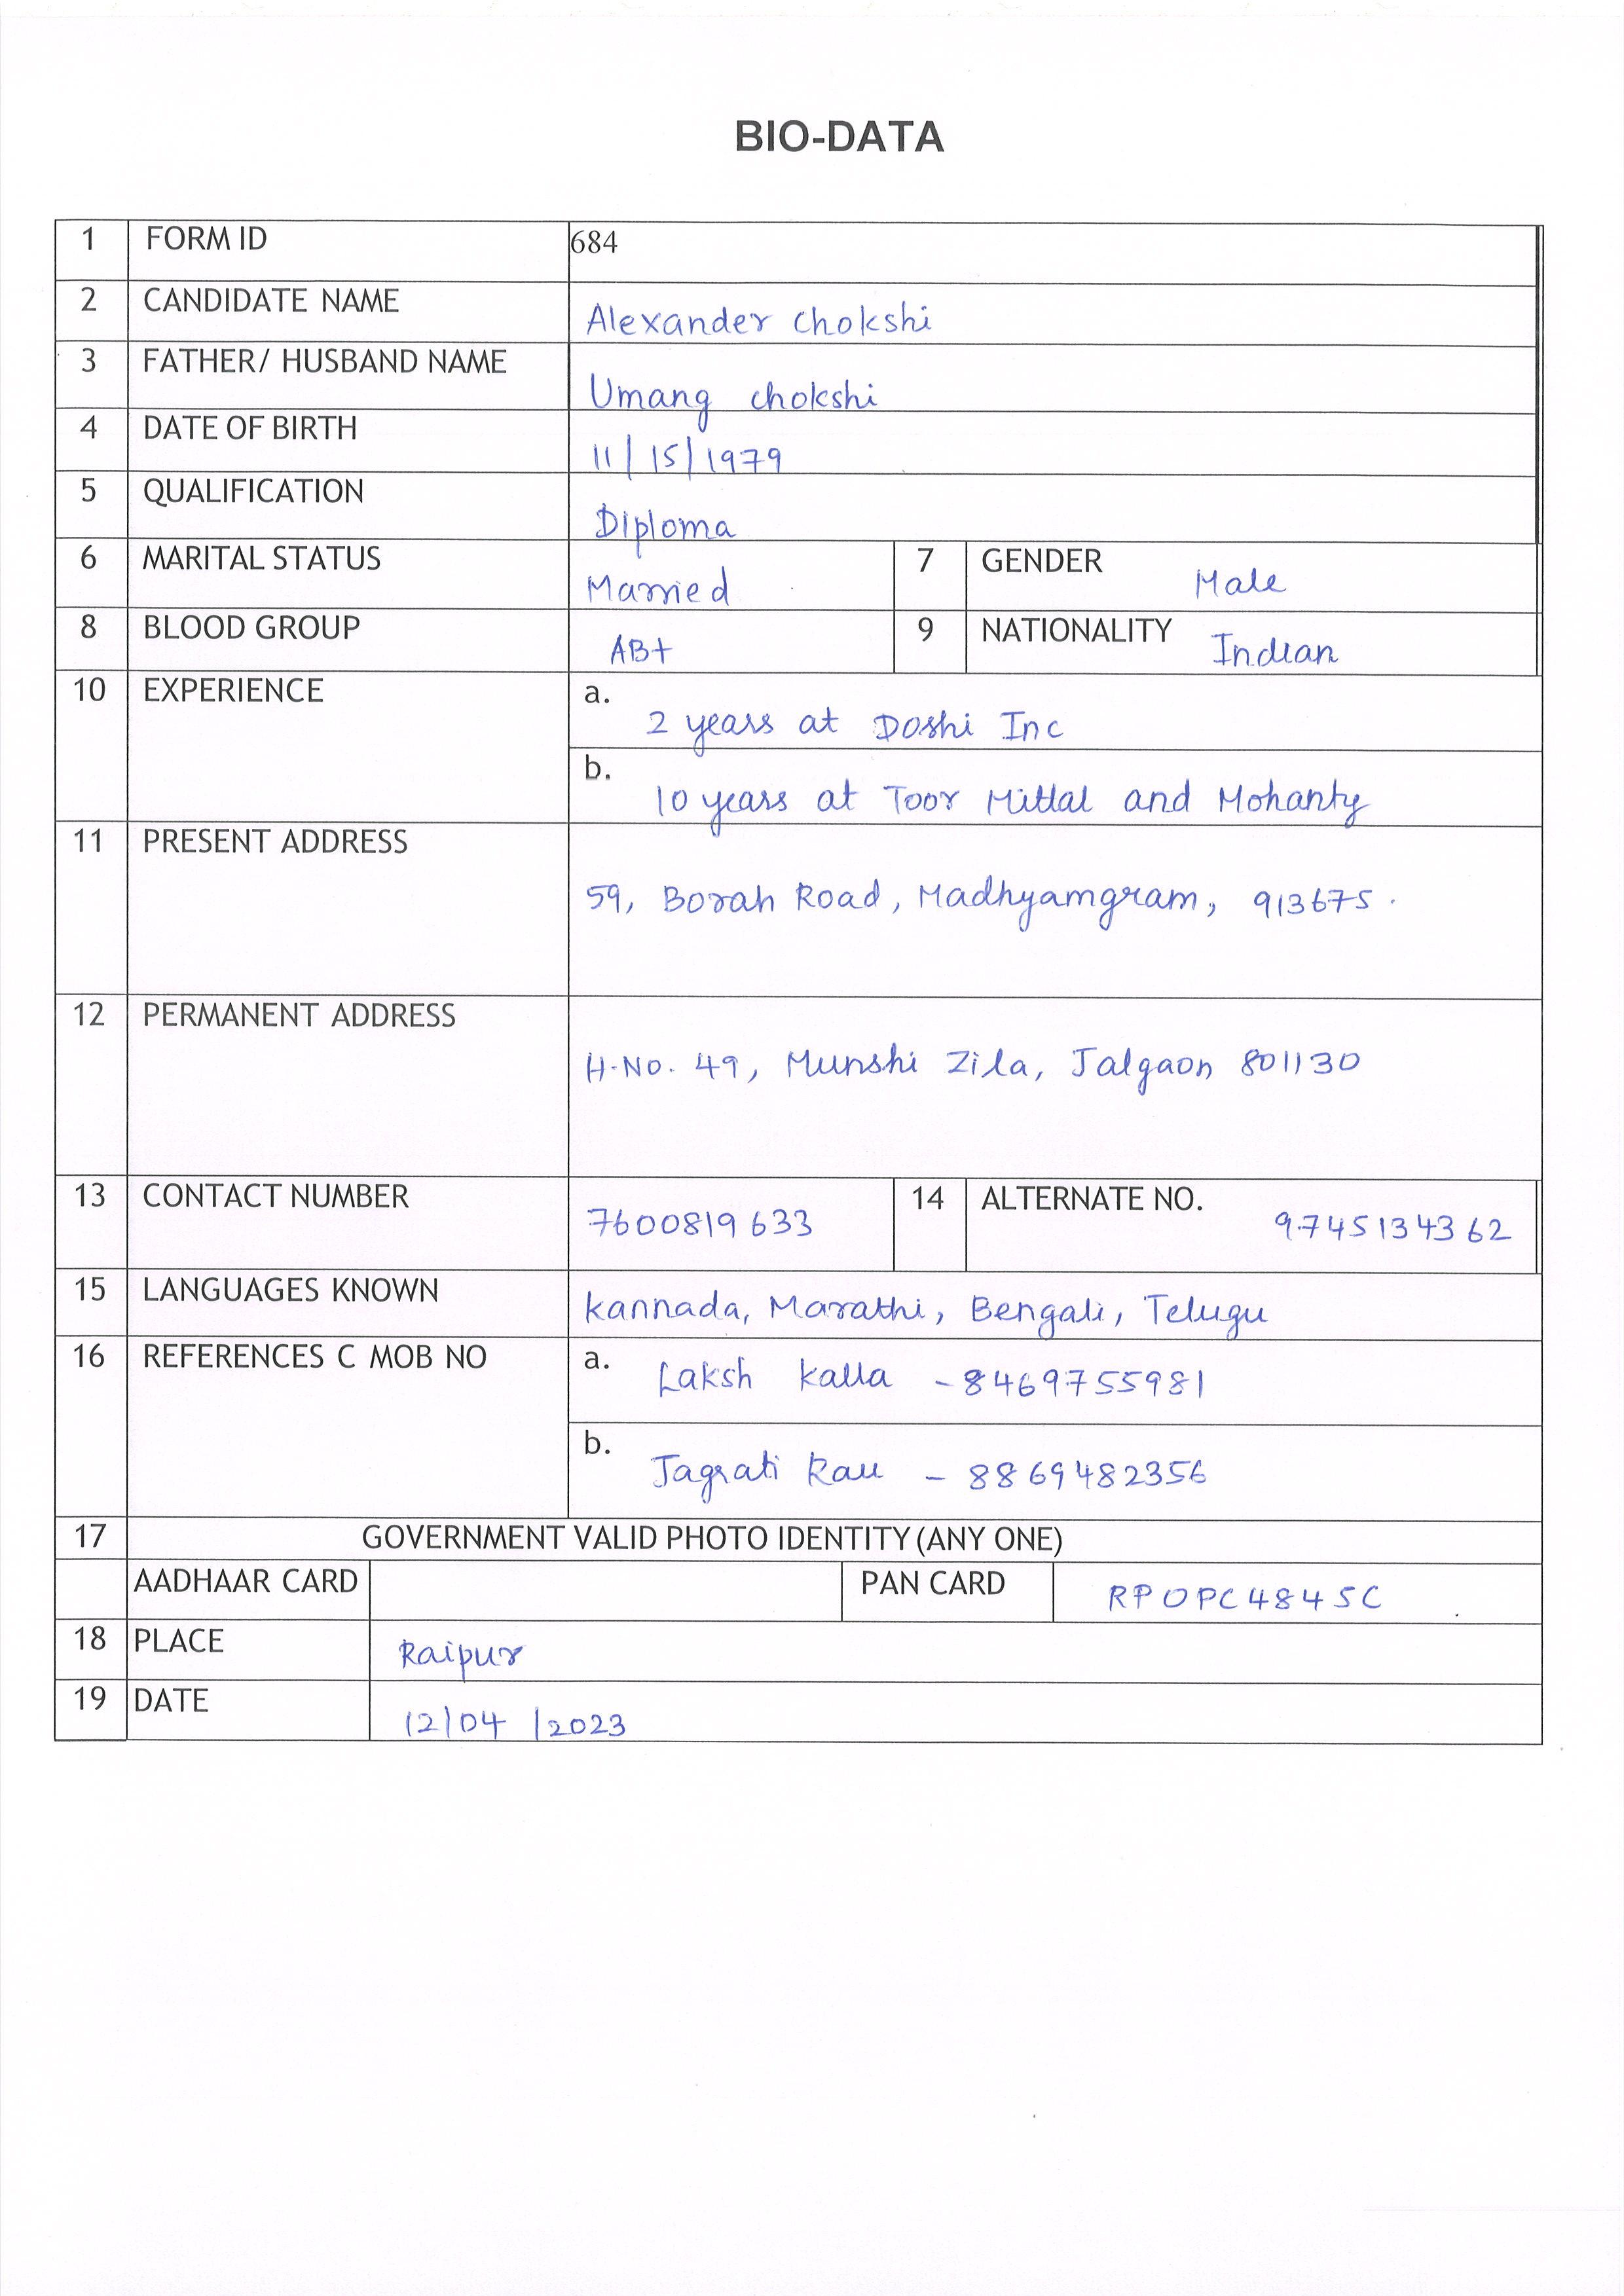 BIO-DATA
1 FORM ID 684
2 CANDIDATE NAME Alexander Chokshi
3 FATHER/ HUSBAND NAME Umang chokshi
4 DATE OF BIRTH 11/15/1979
5 QUALIFICATION Diploma
6 MARITAL STATUS Married 7 GENDER Male
8 BLOOD GROUP AB+ 9 NATIONALITY Indian
10 EXPERIENCE a. 2 years at Doshi Inc
b. 10 years at Toor Mittal and Mohanty
11 PRESENT ADDRESS
59, Borah Road, Madhyamgram, 913675.
12 PERMANENT ADDRESS
H.No. 49, Munshi Zila, Jalgaon 801130
13 CONTACT NUMBER 7600819633 14 ALTERNATE NO. 9745134362
15 LANGUAGES KNOWN kannada, Marathi, Bengali, Telugu
16 REFERENCES C MOB NO a. Laksh kalla - 8469755981
b. Jagrati Rau - 8869482356
17 GOVERNMENT VALID PHOTO IDENTITY (ANY ONE)
AADHAAR CARD PAN CARD RPOPC4845C
18 PLACE Raipur
19 DATE 12/04/2023